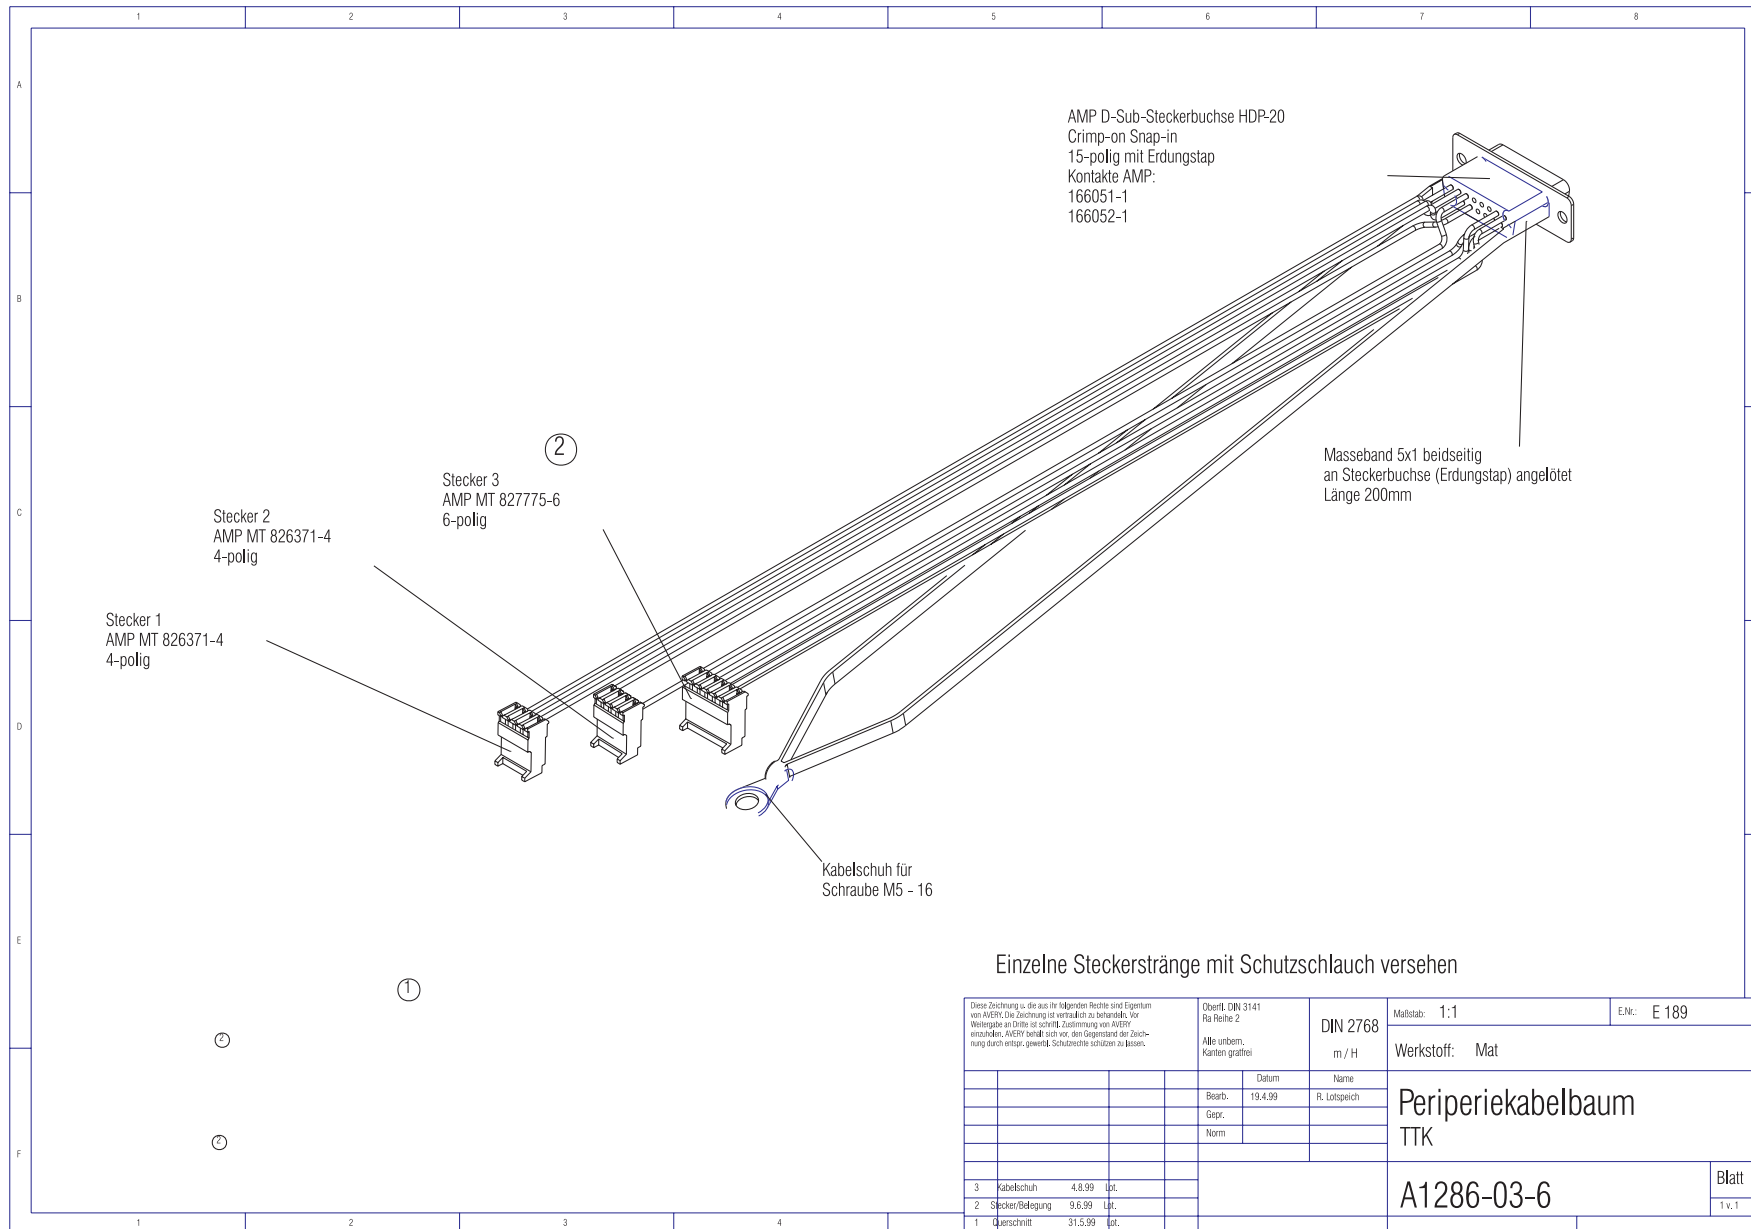 1 2 3 4 5 6 7 8
A
B
C
D
E
F
AMP D-Sub-Steckerbuchse HDP-20
Crimp-on Snap-in
15-polig mit Erdungstap
Kontakte AMP:
166051-1
166052-1
Masseband 5x1 beidseitig
an Steckerbuchse (Erdungstap) angelötet
Länge 200mm
2
Stecker 3
AMP MT 827775-6
6-polig
Stecker 2
AMP MT 826371-4
4-polig
Stecker 1
AMP MT 826371-4
4-polig
Kabelschuh für
Schraube M5 - 16
1
2
2
Einzelne Steckerstränge mit Schutzschlauch versehen
Diese Zeichnung u. die aus ihr folgenden Rechte sind Eigentum
von AVERY. Die Zeichnung ist vertraulich zu behandeln. Vor
Weitergabe an Dritte ist schriftl. Zustimmung von AVERY
einzuholen. AVERY behält sich vor, den Gegenstand der Zeich-
nung durch entspr. gewerbl. Schutzrechte schützen zu lassen.
Oberfl. DIN 3141
Ra Reihe 2
Alle unbem.
Kanten gratfrei
DIN 2768
m / H
Maßstab: 1:1
E.Nr.: E 189
Werkstoff: Mat
Datum Name
Bearb. 19.4.99 R. Lotspeich
Gepr.
Norm
Periperiekabelbaum
TTK
A1286-03-6
Blatt
1 v. 1
3 Kabelschuh 4.8.99 Lot.
2 Stecker/Belegung 9.6.99 Lot.
1 Querschnitt 31.5.99 Lot.
1 2 3 4